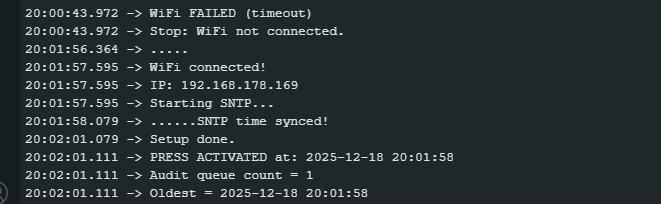 20:00:43.972 -> WiFi FAILED (timeout)
20:00:43.972 -> Stop: WiFi not connected.
20:01:56.364 -> .....
20:01:57.595 -> WiFi connected!
20:01:57.595 -> IP: 192.168.178.169
20:01:57.595 -> Starting SNTP...
20:01:58.079 -> ......SNTP time synced!
20:02:01.079 -> Setup done.
20:02:01.111 -> PRESS ACTIVATED at: 2025-12-18 20:01:58
20:02:01.111 -> Audit queue count = 1
20:02:01.111 -> Oldest = 2025-12-18 20:01:58